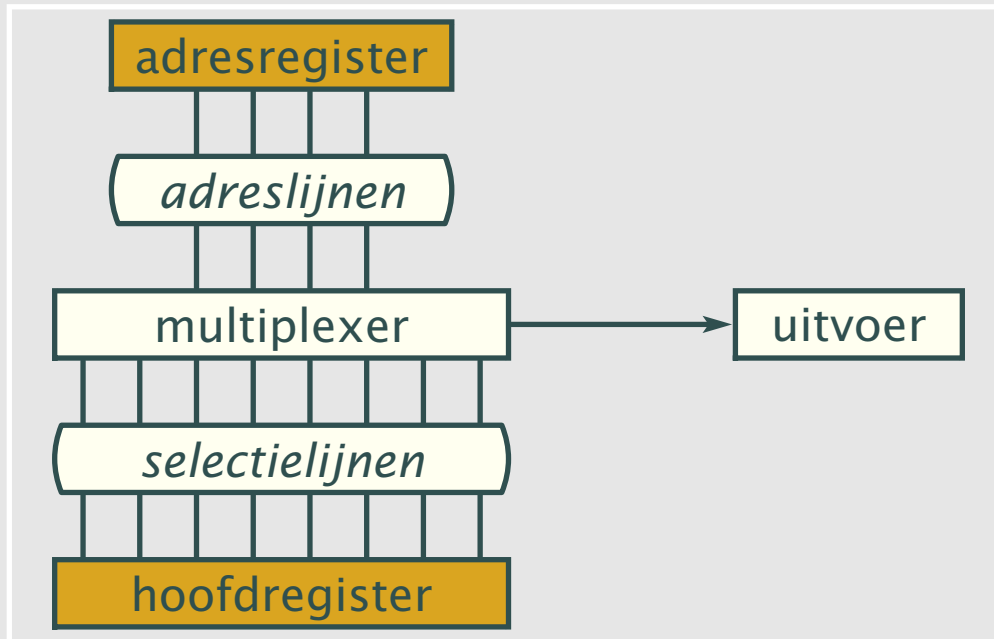 adresregister
adreslijnen
multiplexer
uitvoer
selectielijnen
hoofdregister